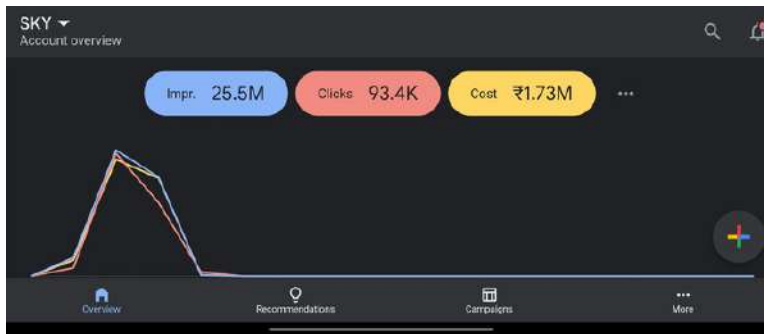 SKY
Account overview
Impr. 25.5M
Clicks 93.4K
Cost ₹1.73M
Overview
Recommendations
Campaigns
More